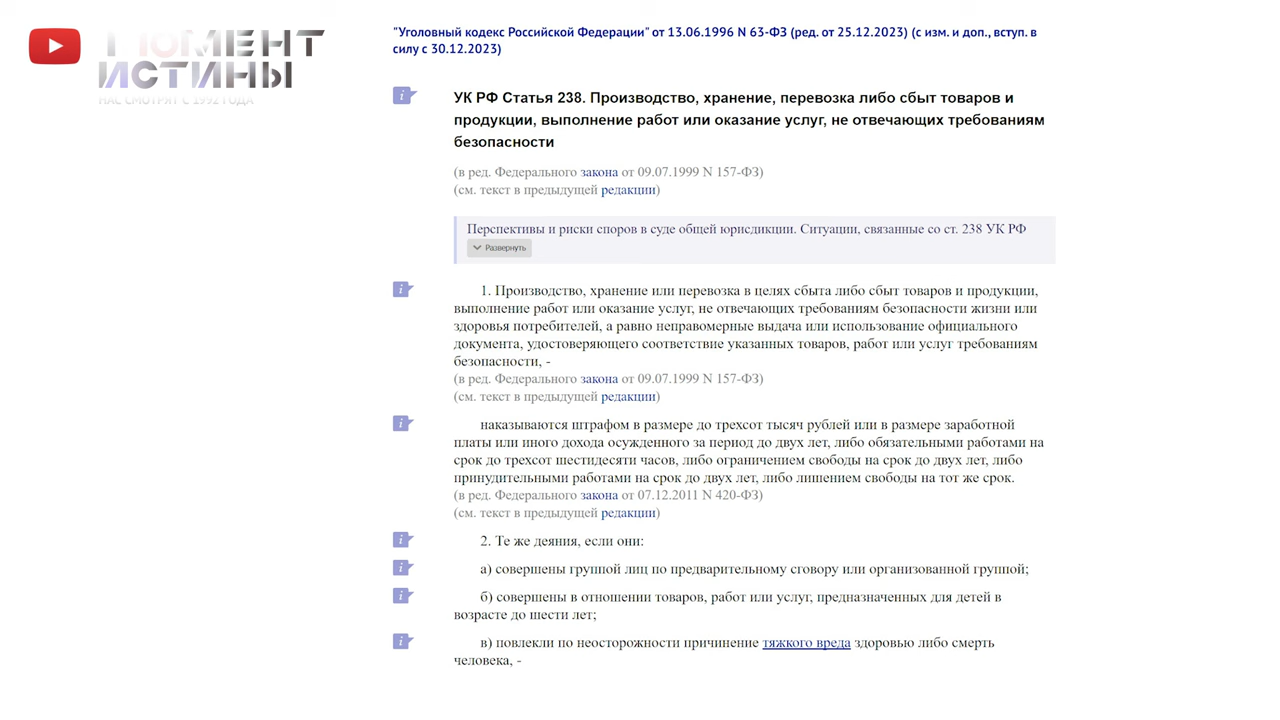 МОМЕНТ
ИСТИНЫ
НАС СМОТРЯТ С 1992 ГОДА
"Уголовный кодекс Российской Федерации" от 13.06.1996 N 63-ФЗ (ред. от 25.12.2023) (с изм. и доп., вступ. в
силу с 30.12.2023)
УК РФ Статья 238. Производство, хранение, перевозка либо сбыт товаров и
продукции, выполнение работ или оказание услуг, не отвечающих требованиям
безопасности
(в ред. Федерального закона от 09.07.1999 N 157-ФЗ)
(см. текст в предыдущей редакции)
Перспективы и риски споров в суде общей юрисдикции. Ситуации, связанные со ст. 238 УК РФ
Развернуть
1. Производство, хранение или перевозка в целях сбыта либо сбыт товаров и продукции,
выполнение работ или оказание услуг, не отвечающих требованиям безопасности жизни или
здоровья потребителей, а равно неправомерные выдача или использование официального
документа, удостоверяющего соответствие указанных товаров, работ или услуг требованиям
безопасности, -
(в ред. Федерального закона от 09.07.1999 N 157-ФЗ)
(см. текст в предыдущей редакции)
наказываются штрафом в размере до трехсот тысяч рублей или в размере заработной
платы или иного дохода осужденного за период до двух лет, либо обязательными работами на
срок до трехсот шестидесяти часов, либо ограничением свободы на срок до двух лет, либо
принудительными работами на срок до двух лет, либо лишением свободы на тот же срок.
(в ред. Федерального закона от 07.12.2011 N 420-ФЗ)
(см. текст в предыдущей редакции)
2. Те же деяния, если они:
а) совершены группой лиц по предварительному сговору или организованной группой;
б) совершены в отношении товаров, работ или услуг, предназначенных для детей в
возрасте до шести лет;
в) повлекли по неосторожности причинение тяжкого вреда здоровью либо смерть
человека, -